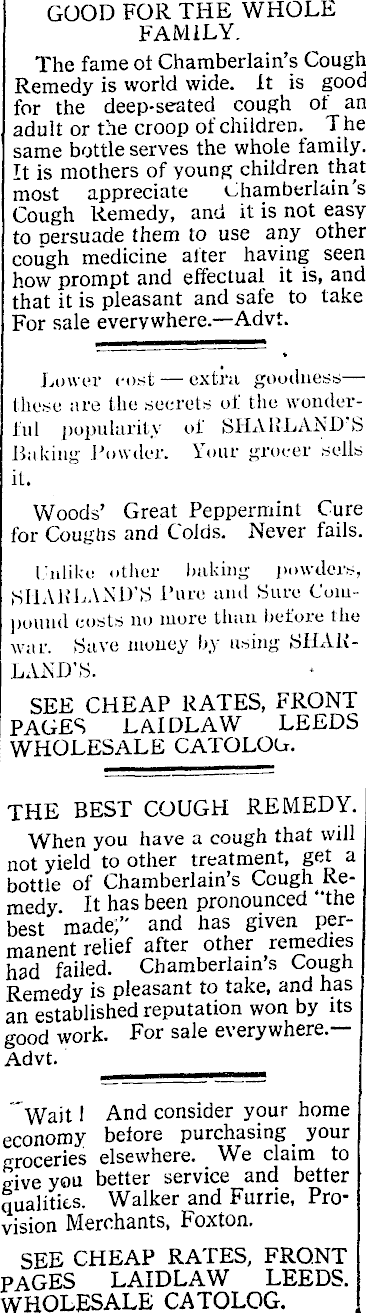 GOOD FOR THE WHOLE
FAMILY.
The fame of Chamberlain's Cough
Remedy is world wide. It is good
for the deep-seated cough of an
adult or the croop of children. The
same bottle serves the whole family.
It is mothers of young children that
most appreciate Chamberlain's
Cough Remedy, and it is not easy
to persuade them to use any other
cough medicine after having seen
how prompt and effectual it is, and
that it is pleasant and safe to take
For sale everywhere.—Advt.
Lower cost — extra goodness—
these are the secrets of the wonder-
ful popularity of SHARLAND'S
Baking Powder. Your grocer sells
it.
Woods' Great Peppermint Cure
for Coughs and Colds. Never fails.
Unlike other baking powders,
SHARLAND'S Pure and Sure Com-
pound costs no more than before the
war. Save money by using SHAR-
LAND'S.
SEE CHEAP RATES, FRONT
PAGES LAIDLAW LEEDS
WHOLESALE CATOLOG.
THE BEST COUGH REMEDY.
When you have a cough that will
not yield to other treatment, get a
bottle of Chamberlain's Cough Re-
medy. It has been pronounced "the
best made," and has given per-
manent relief after other remedies
had failed. Chamberlain's Cough
Remedy is pleasant to take, and has
an established reputation won by its
good work. For sale everywhere.—
Advt.
Wait! And consider your home
economy before purchasing your
groceries elsewhere. We claim to
give you better service and better
qualities. Walker and Furrie, Pro-
vision Merchants, Foxton.
SEE CHEAP RATES, FRONT
PAGES LAIDLAW LEEDS.
WHOLESALE CATOLOG.